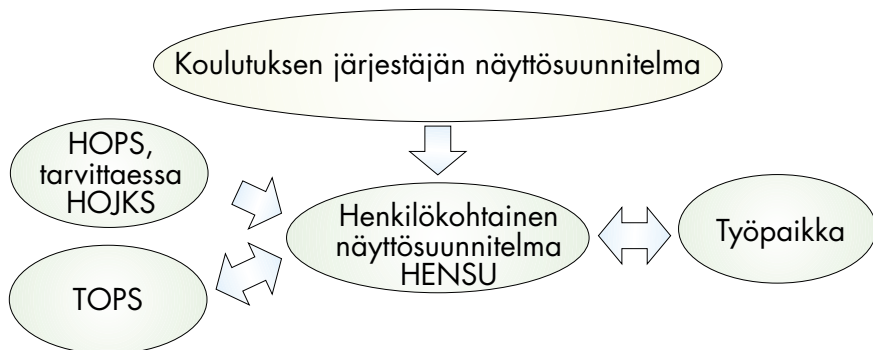 Koulutuksen järjestäjän näyttösuunnitelma
HOPS,
tarvittaessa
HOJKS
Henkilökohtainen
näyttösuunnitelma
HENSU
Työpaikka
TOPS